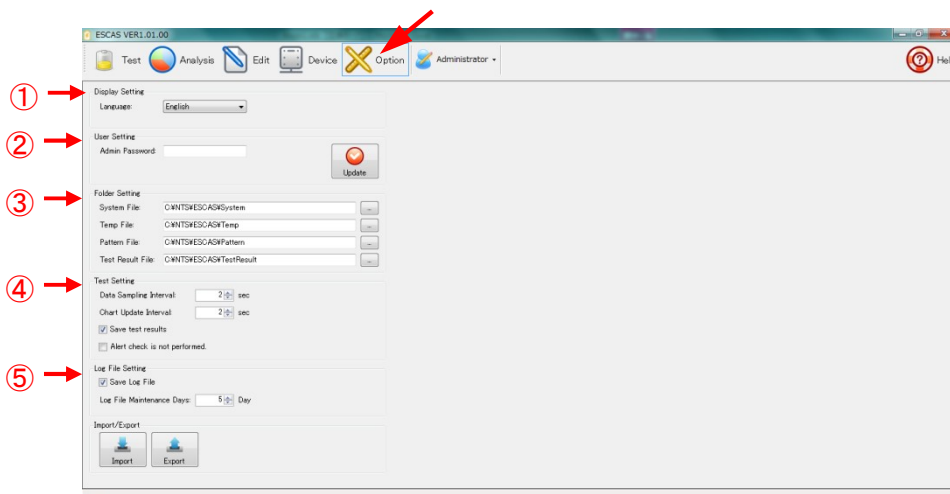 ESCAS VER1.01.00
Test Analysis Edit Device Option Administrator Hel
① Display Setting
Language: English
② User Setting
Admin Password:
Update
③ Folder Setting
System File: C:¥NTS¥ESCAS¥System ...
Temp File: C:¥NTS¥ESCAS¥Temp ...
Pattern File: C:¥NTS¥ESCAS¥Pattern ...
Test Result File: C:¥NTS¥ESCAS¥TestResult ...
④ Test Setting
Data Sampling Interval: 2 sec
Chart Update Interval: 2 sec
Save test results
Alert check is not performed.
⑤ Log File Setting
Save Log File
Log File Maintenance Days: 5 Day
Import/Export
Import Export